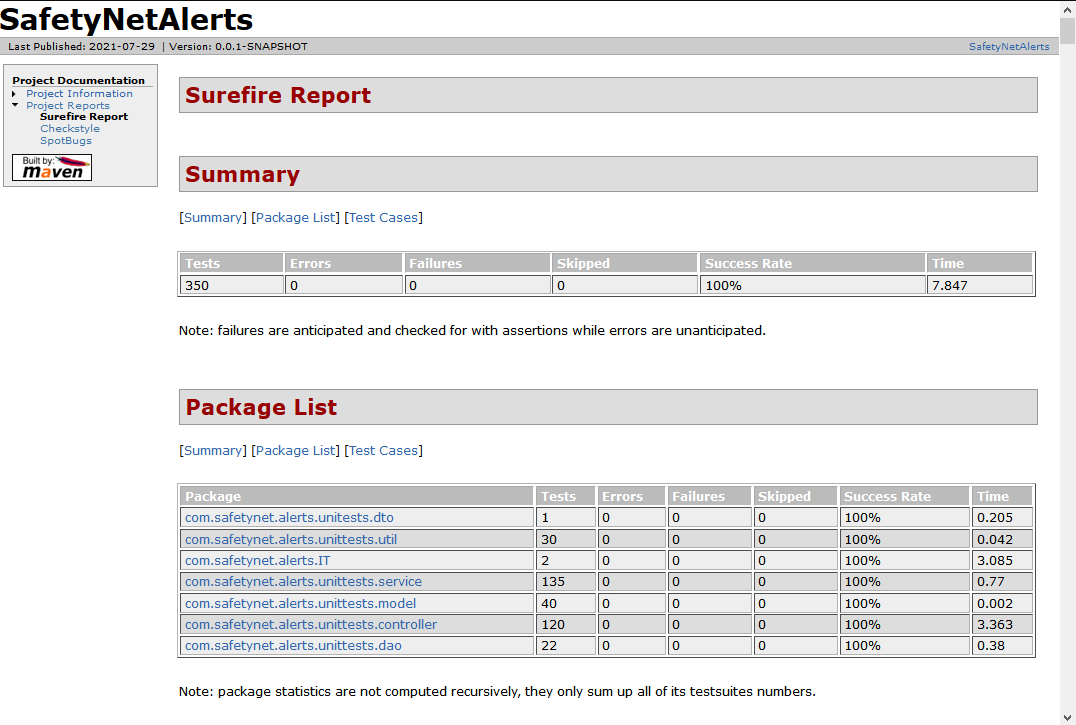 SafetyNetAlerts
Last Published: 2021-07-29 | Version: 0.0.1-SNAPSHOT SafetyNetAlerts
Project Documentation
Project Information
Project Reports
Surefire Report
Checkstyle
SpotBugs
Built by:
maven
Surefire Report
Summary
[Summary] [Package List] [Test Cases]
Tests Errors Failures Skipped Success Rate Time
350 0 0 0 100% 7.847
Note: failures are anticipated and checked for with assertions while errors are unanticipated.
Package List
[Summary] [Package List] [Test Cases]
Package Tests Errors Failures Skipped Success Rate Time
com.safetynet.alerts.unitests.dto 1 0 0 0 100% 0.205
com.safetynet.alerts.unittests.util 30 0 0 0 100% 0.042
com.safetynet.alerts.IT 2 0 0 0 100% 3.085
com.safetynet.alerts.unittests.service 135 0 0 0 100% 0.77
com.safetynet.alerts.unittests.model 40 0 0 0 100% 0.002
com.safetynet.alerts.unittests.controller 120 0 0 0 100% 3.363
com.safetynet.alerts.unittests.dao 22 0 0 0 100% 0.38
Note: package statistics are not computed recursively, they only sum up all of its testsuites numbers.